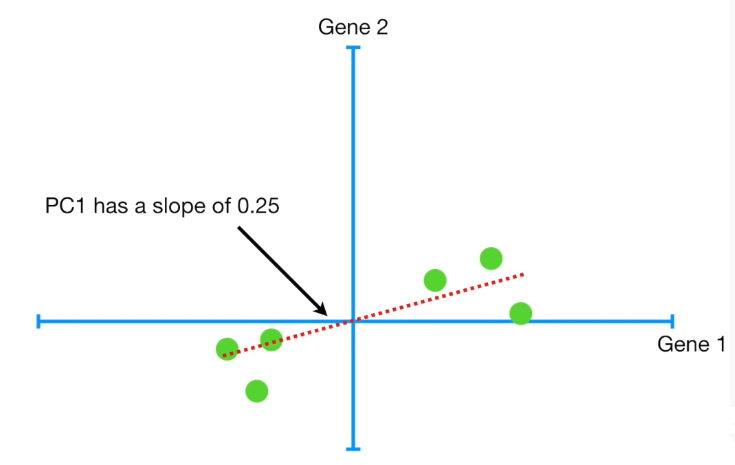 Gene 2
PC1 has a slope of 0.25
Gene 1